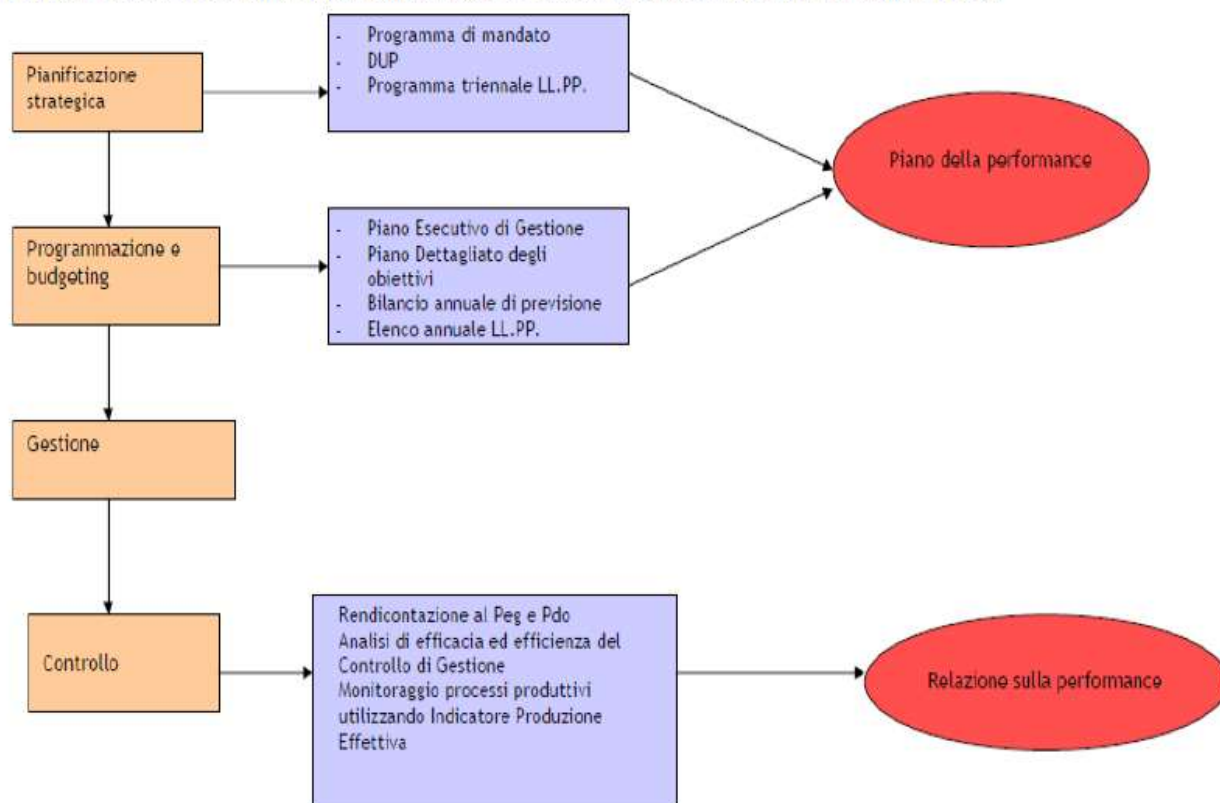 Pianificazione
strategica
- Programma di mandato
- DUP
- Programma triennale LL.PP.
Piano della performance
Programmazione e
budgeting
- Piano Esecutivo di Gestione
- Piano Dettagliato degli
obiettivi
- Bilancio annuale di previsione
- Elenco annuale LL.PP.
Gestione
Controllo
Rendicontazione al Peg e Pdo
Analisi di efficacia ed efficienza del
Controllo di Gestione
Monitoraggio processi produttivi
utilizzando Indicatore Produzione
Effettiva
Relazione sulla performance